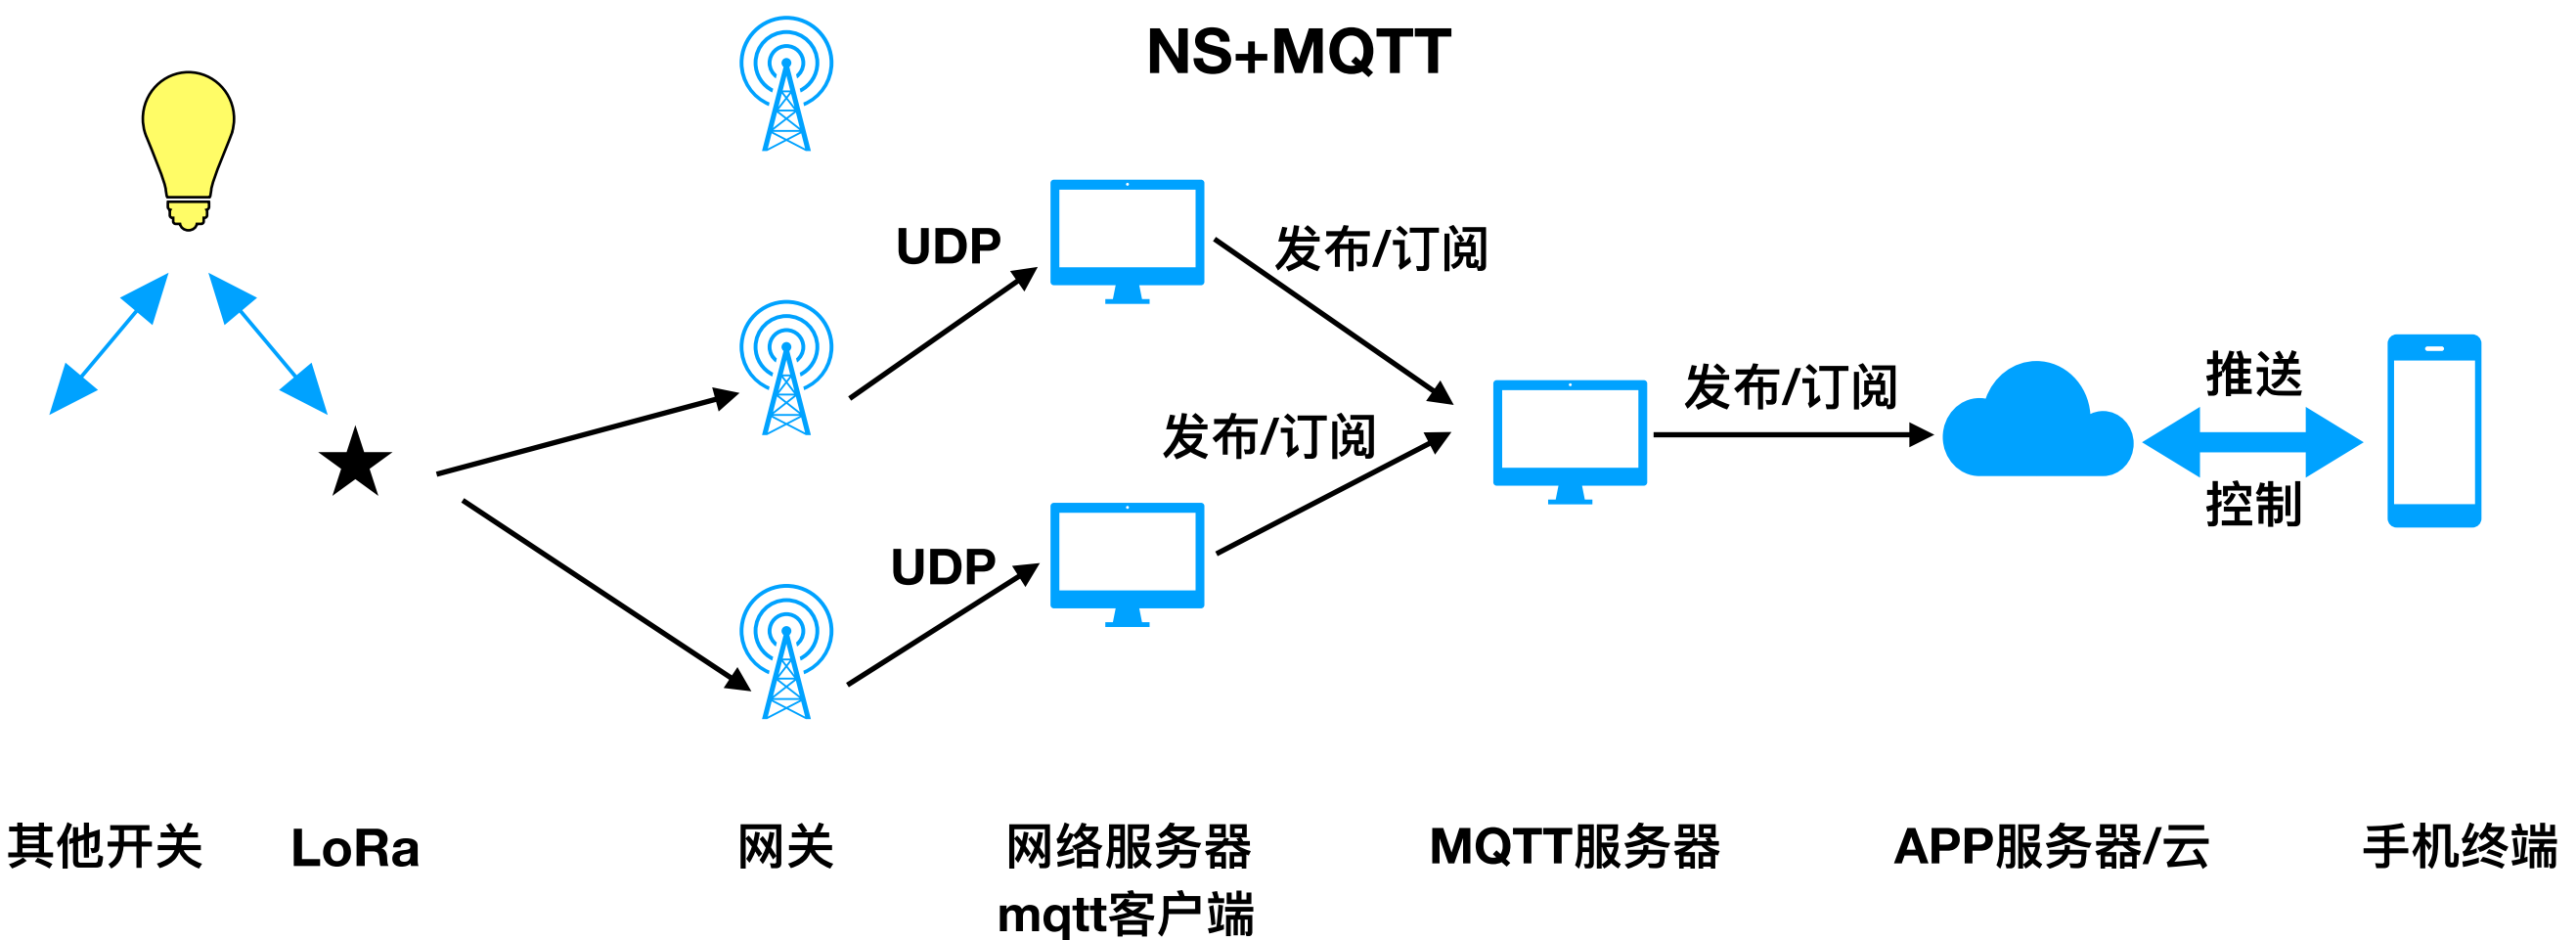 NS+MQTT
UDP
发布/订阅
推送
发布/订阅
发布/订阅
控制
UDP
其他开关
LoRa
网关
网络服务器
mqtt客户端
MQTT服务器
APP服务器/云
手机终端